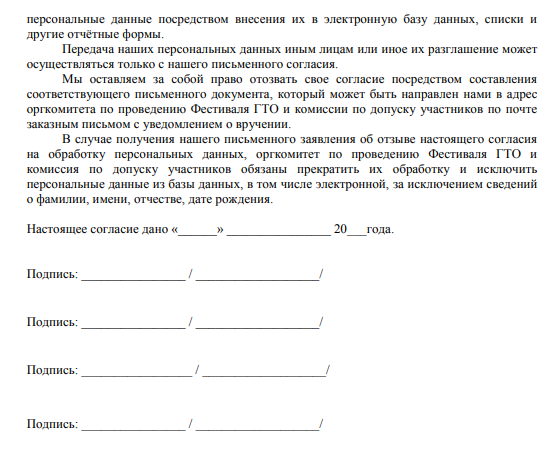 персональные данные посредством внесения их в электронную базу данных, списки и
другие отчётные формы.
Передача наших персональных данных иным лицам или иное их разглашение может
осуществляться только с нашего письменного согласия.
Мы оставляем за собой право отозвать свое согласие посредством составления
соответствующего письменного документа, который может быть направлен нами в адрес
оргкомитета по проведению Фестиваля ГТО и комиссии по допуску участников по почте
заказным письмом с уведомлением о вручении.
В случае получения нашего письменного заявления об отзыве настоящего согласия
на обработку персональных данных, оргкомитет по проведению Фестиваля ГТО и
комиссия по допуску участников обязаны прекратить их обработку и исключить
персональные данные из базы данных, в том числе электронной, за исключением сведений
о фамилии, имени, отчестве, дате рождения.
Настоящее согласие дано «______» ________________ 20___года.
Подпись: ________________ / ___________________/
Подпись: ________________ / ___________________/
Подпись: _________________ / ___________________/
Подпись: ________________ / ___________________/